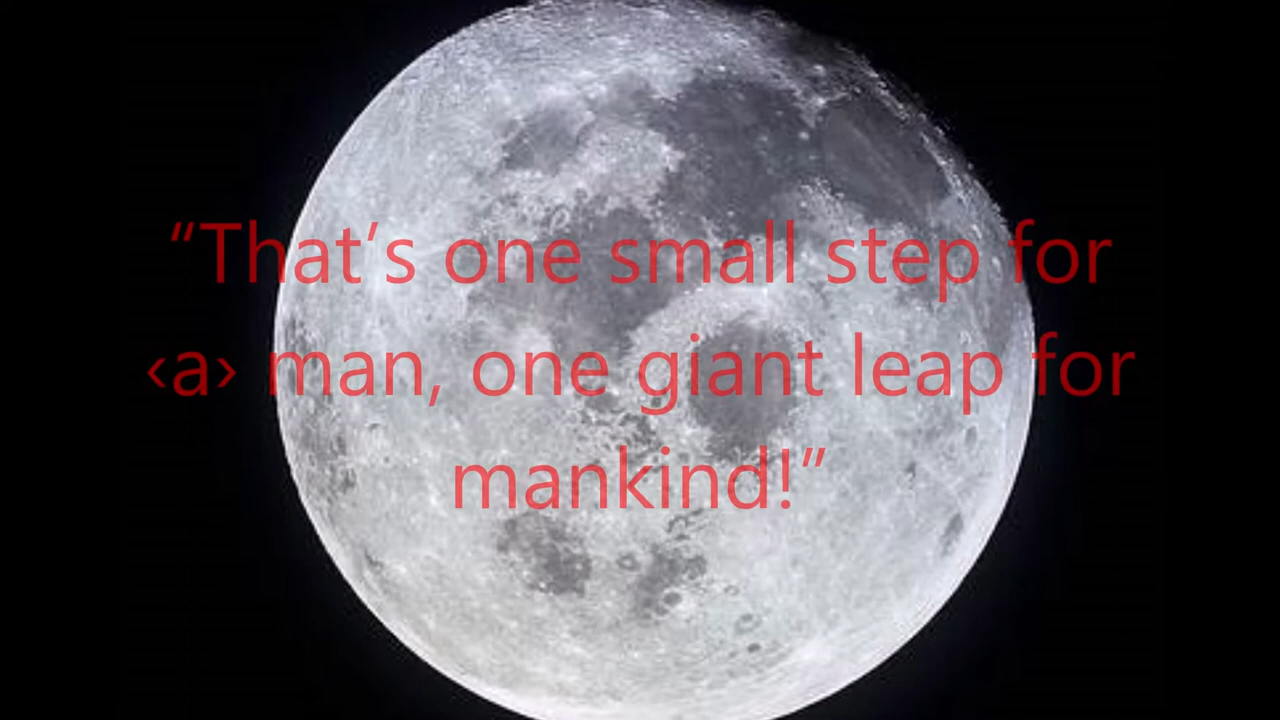 “That’s one small step for
‹a› man, one giant leap for
mankind!”